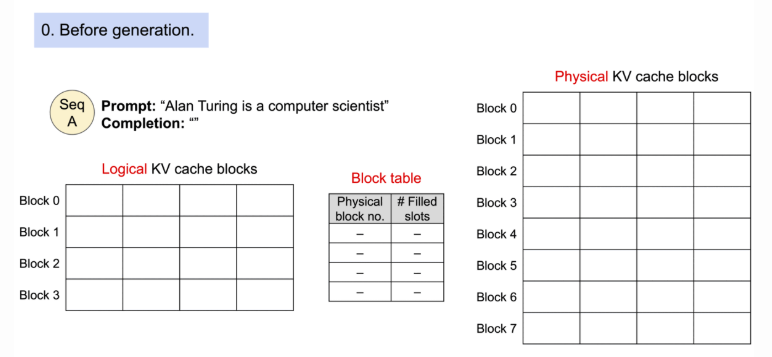 0. Before generation.
Seq
A
Prompt: “Alan Turing is a computer scientist”
Completion: “”
Logical KV cache blocks
Block 0
Block 1
Block 2
Block 3
Block table
Physical block no. # Filled slots
– –
– –
– –
– –
Physical KV cache blocks
Block 0
Block 1
Block 2
Block 3
Block 4
Block 5
Block 6
Block 7